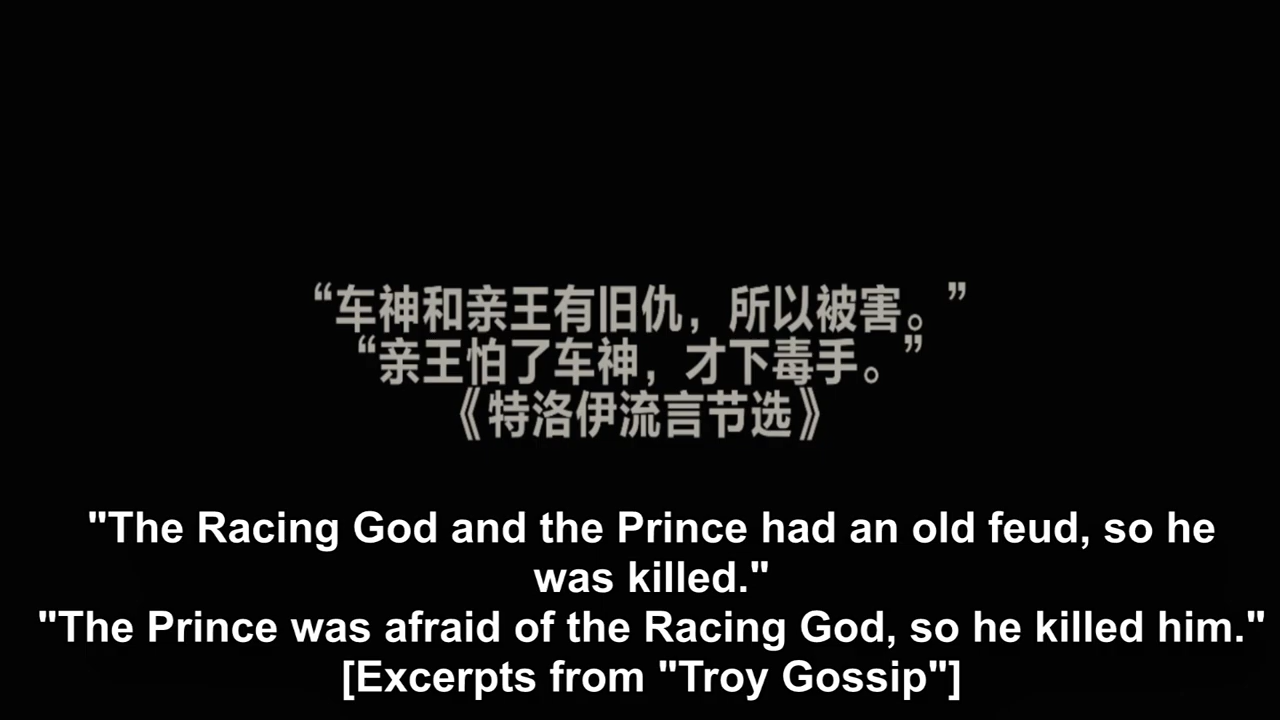 “车神和亲王有旧仇，所以被害。”
“亲王怕了车神，才下毒手。”
《特洛伊流言节选》
"The Racing God and the Prince had an old feud, so he
was killed."
"The Prince was afraid of the Racing God, so he killed him."
[Excerpts from "Troy Gossip"]